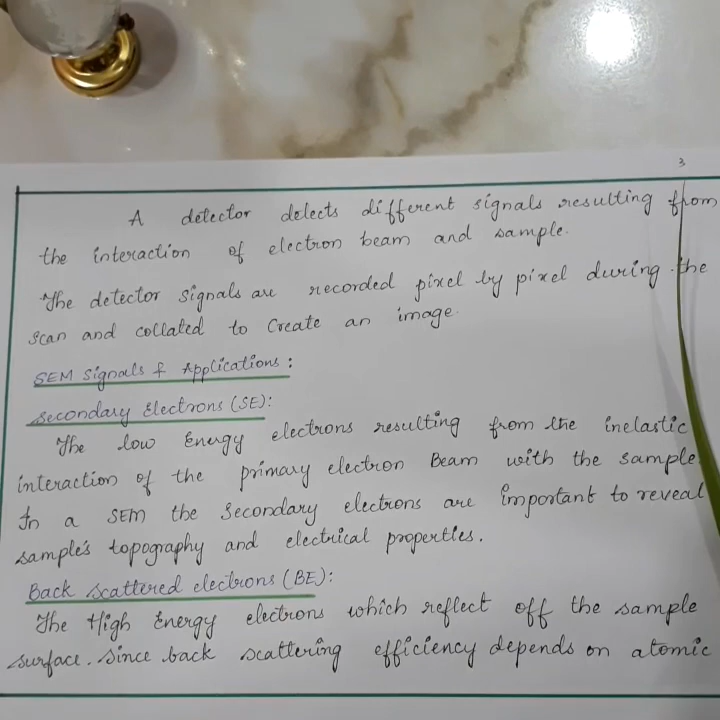 3
A detector delects different signals resulting from
the interaction of electron beam and sample.
The detector signals are recorded pixel by pixel during the
scan and collated to Create an image.
SEM Signals & Applications:
Secondary Electrons (SE):
The low Energy electrons resulting from the inelastic
interaction of the primary electron Beam with the sample
In a SEM the Secondary electrons are important to reveal
sample's topography and electrical properties.
Back scattered electrons (BE):
The High Energy electrons which reflect off the sample
surface. Since back scattering efficiency depends on atomic